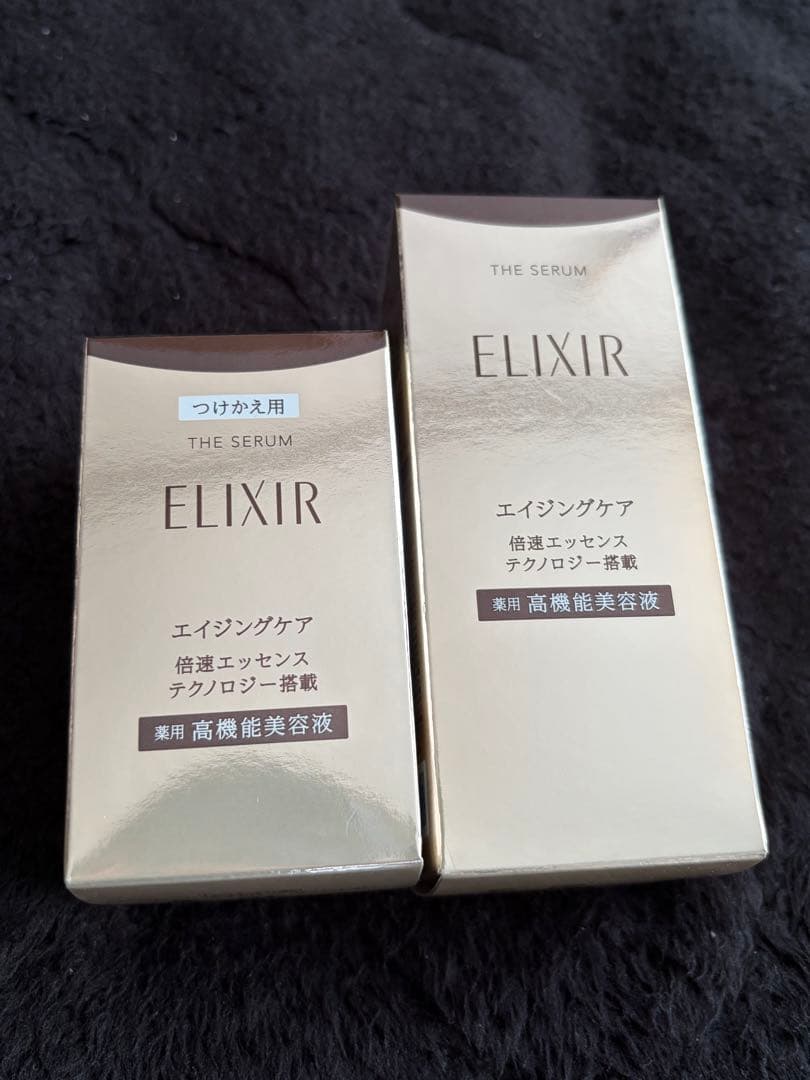 つけかえ用
THE SERUM
ELIXIR
エイジングケア
倍速エッセンス
テクノロジー搭載
薬用 高機能美容液
THE SERUM
ELIXIR
エイジングケア
倍速エッセンス
テクノロジー搭載
薬用 高機能美容液